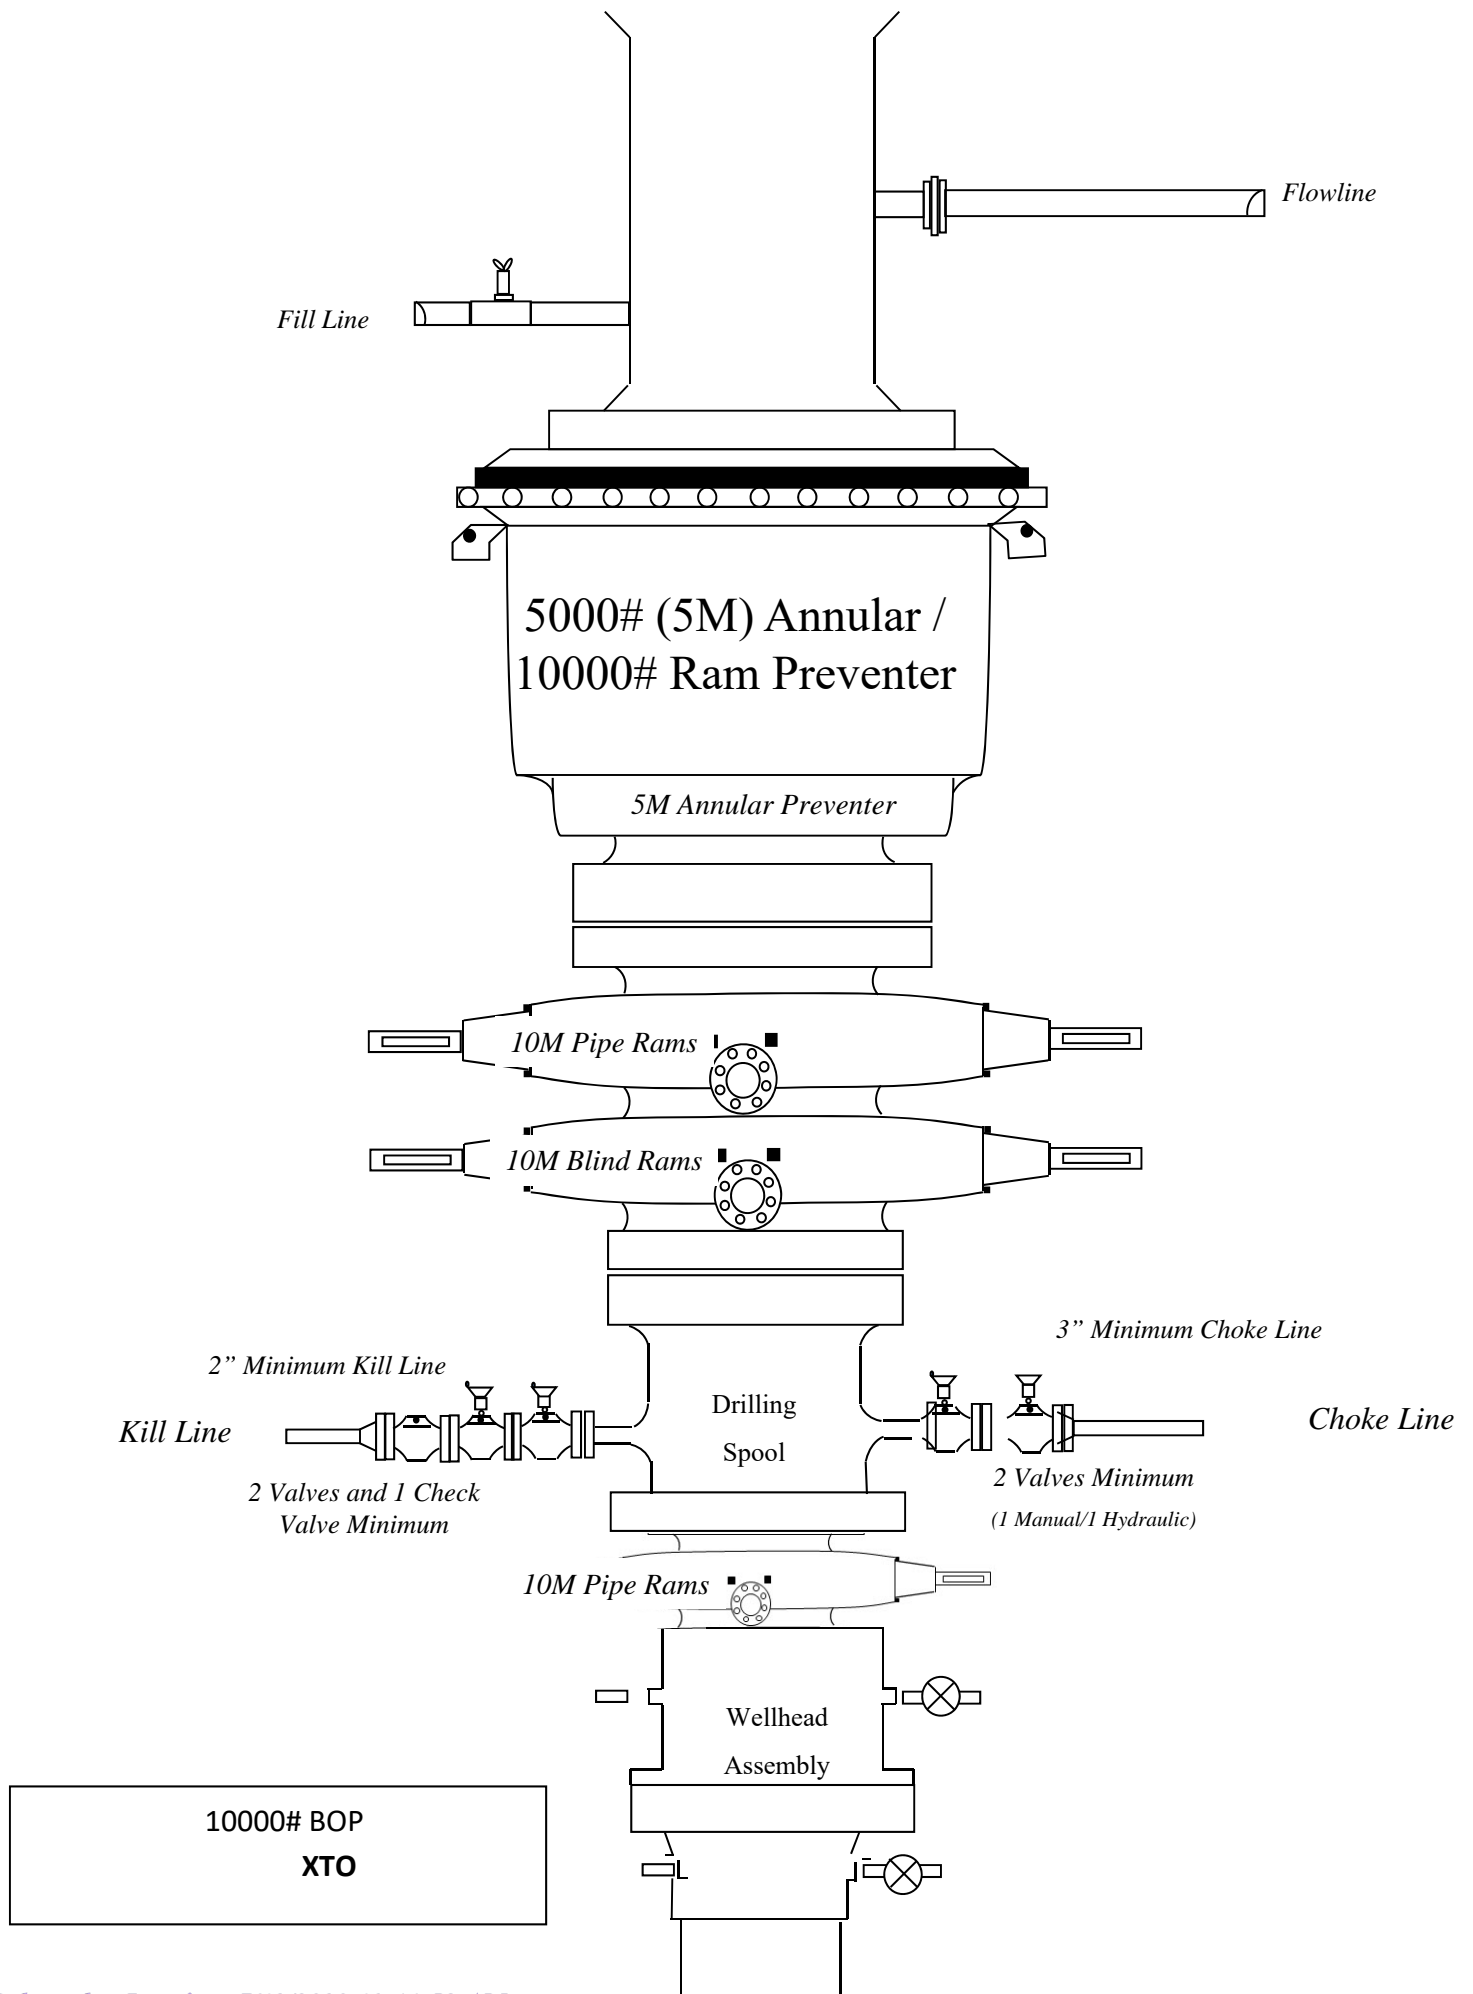 Flowline
Fill Line
5000# (5M) Annular /
10000# Ram Preventer
5M Annular Preventer
10M Pipe Rams
10M Blind Rams
3” Minimum Choke Line
2” Minimum Kill Line
Drilling
Spool
Kill Line
Choke Line
2 Valves and 1 Check
Valve Minimum
2 Valves Minimum
(1 Manual/1 Hydraulic)
10M Pipe Rams
Wellhead
Assembly
10000# BOP
XTO